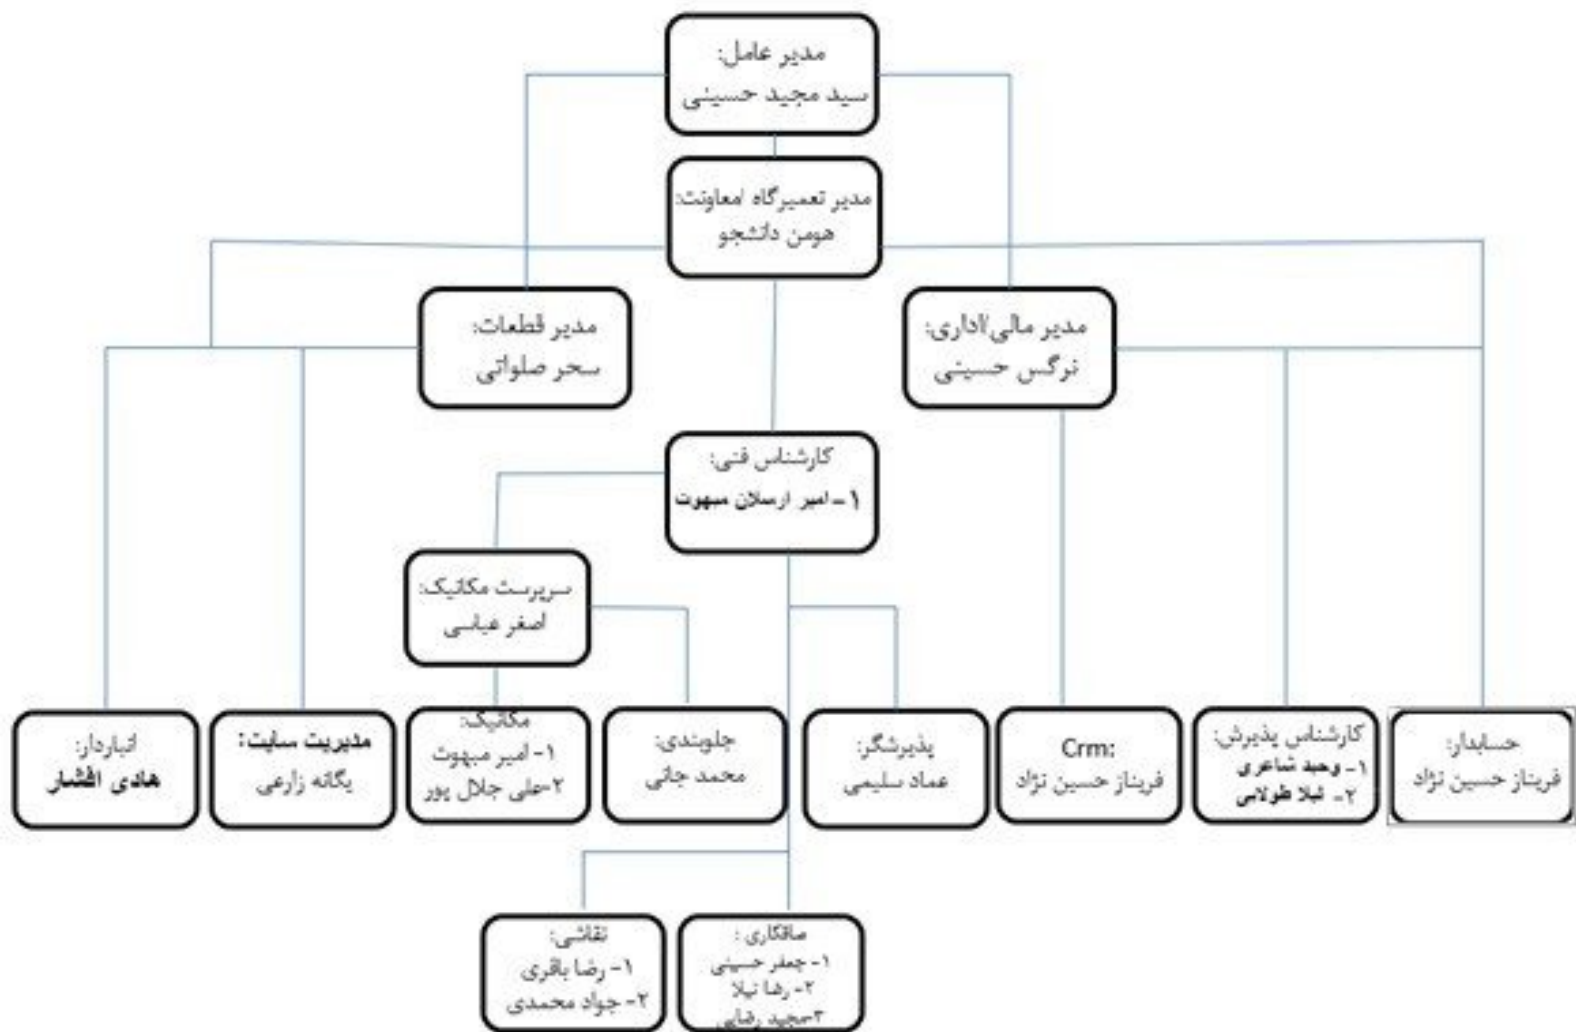 مدیر عامل:
سید مجید حسینی
مدیر تعمیرگاه /معاونت:
هومن دانشجو
مدیر مالی/اداری:
نرگس حسینی
مدیر قطعات:
سحر صلواتی
کارشناس فنی:
۱- امیر ارسلان مبهوت
سرپرست مکانیک:
اصغر عباسی
حسابدار:
فریناز حسین نژاد
کارشناس پذیرش:
۱- وحید شاعری
۲-
Crm:
فریناز حسین نژاد
پذیرشگر:
عماد سلیمی
جلوبندی:
محمد جانی
مکانیک:
۱- امیر مبهوت
۲-علی جلال پور
مدیریت سایت:
یگانه زارعی
انباردار:
هادی افشار
صافکاری :
۱- جعفر حسینی
۲- رضا نیلا
۳-مجید رضایی
نقاشی:
۱- رضا باقری
۲- جواد محمدی